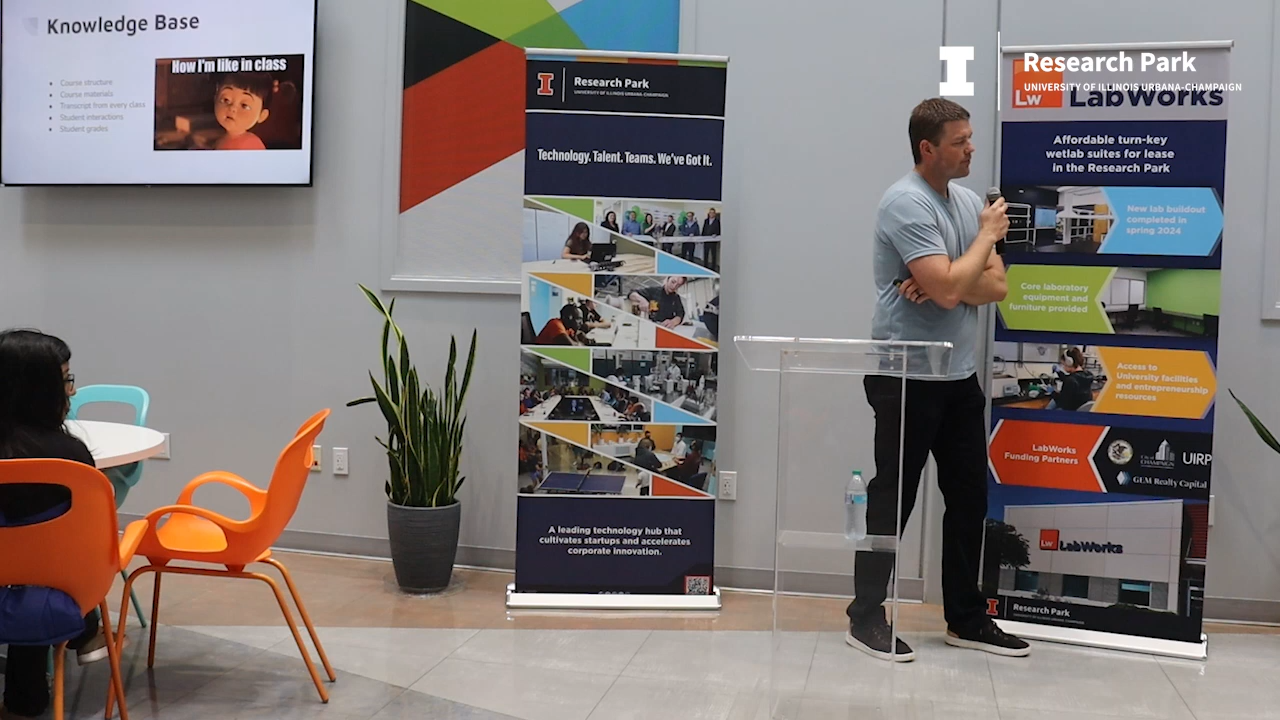 Knowledge Base
How I'm like in class
Course structure
Course materials
Transcript from every class
Student interactions
Student grades
Research Park
UNIVERSITY OF ILLINOIS URBANA-CHAMPAIGN
Technology. Talent. Teams. We've Got It.
A leading technology hub that
cultivates startups and accelerates
corporate innovation.
Research Park
UNIVERSITY OF ILLINOIS URBANA-CHAMPAIGN
Lw
LabWorks
Affordable turn-key
wetlab suites for lease
in the Research Park
New lab buildout
completed in
spring 2024
Core laboratory
equipment and
furniture provided
Access to
University facilities
and entrepreneurship
resources
LabWorks
Funding Partners
CHAMPAIGN
UIRP
GEM Realty Capital
Lw LabWorks
Research Park